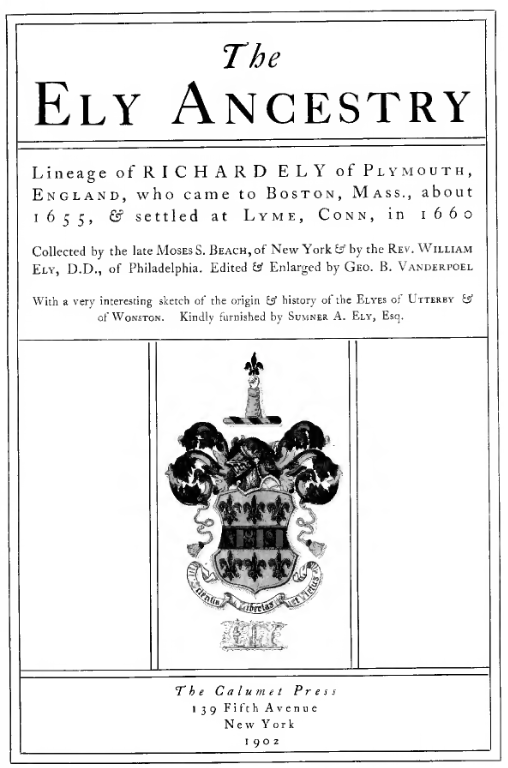 The
ELY ANCESTRY
Lineage of RICHARD ELY of PLYMOUTH,
ENGLAND, who came to BOSTON, MASS., about
1655, & settled at LYME, CONN, in 1660
Collected by the late MOSES S. BEACH, of New York & by the REV. WILLIAM
ELY, D.D., of Philadelphia. Edited & Enlarged by GEO. B. VANDERPOEL
With a very interesting sketch of the origin & history of the ELYES of UTTERBY &
of WONSTON. Kindly furnished by SUMNER A. ELY, Esq.
Libertas et Virtus
The Calumet Press
139 Fifth Avenue
New York
1902